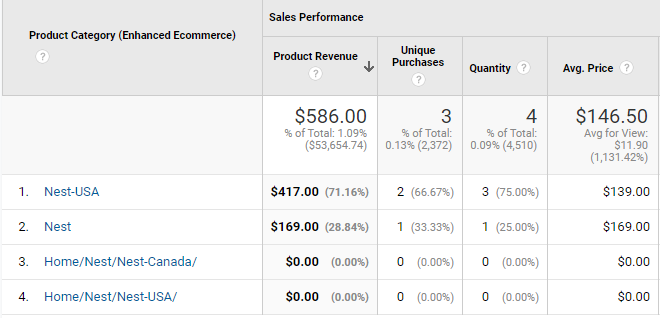 Sales Performance
Product Category (Enhanced Ecommerce) ?
Product Revenue ? ↓
Unique Purchases ?
Quantity ?
Avg. Price ?
$586.00
% of Total: 1.09%
($53,654.74)
3
% of Total:
0.13% (2,372)
4
% of Total:
0.09% (4,510)
$146.50
Avg for View:
$11.90
(1,131.42%)
1. Nest-USA $417.00 (71.16%) 2 (66.67%) 3 (75.00%) $139.00
2. Nest $169.00 (28.84%) 1 (33.33%) 1 (25.00%) $169.00
3. Home/Nest/Nest-Canada/ $0.00 (0.00%) 0 (0.00%) 0 (0.00%) $0.00
4. Home/Nest/Nest-USA/ $0.00 (0.00%) 0 (0.00%) 0 (0.00%) $0.00